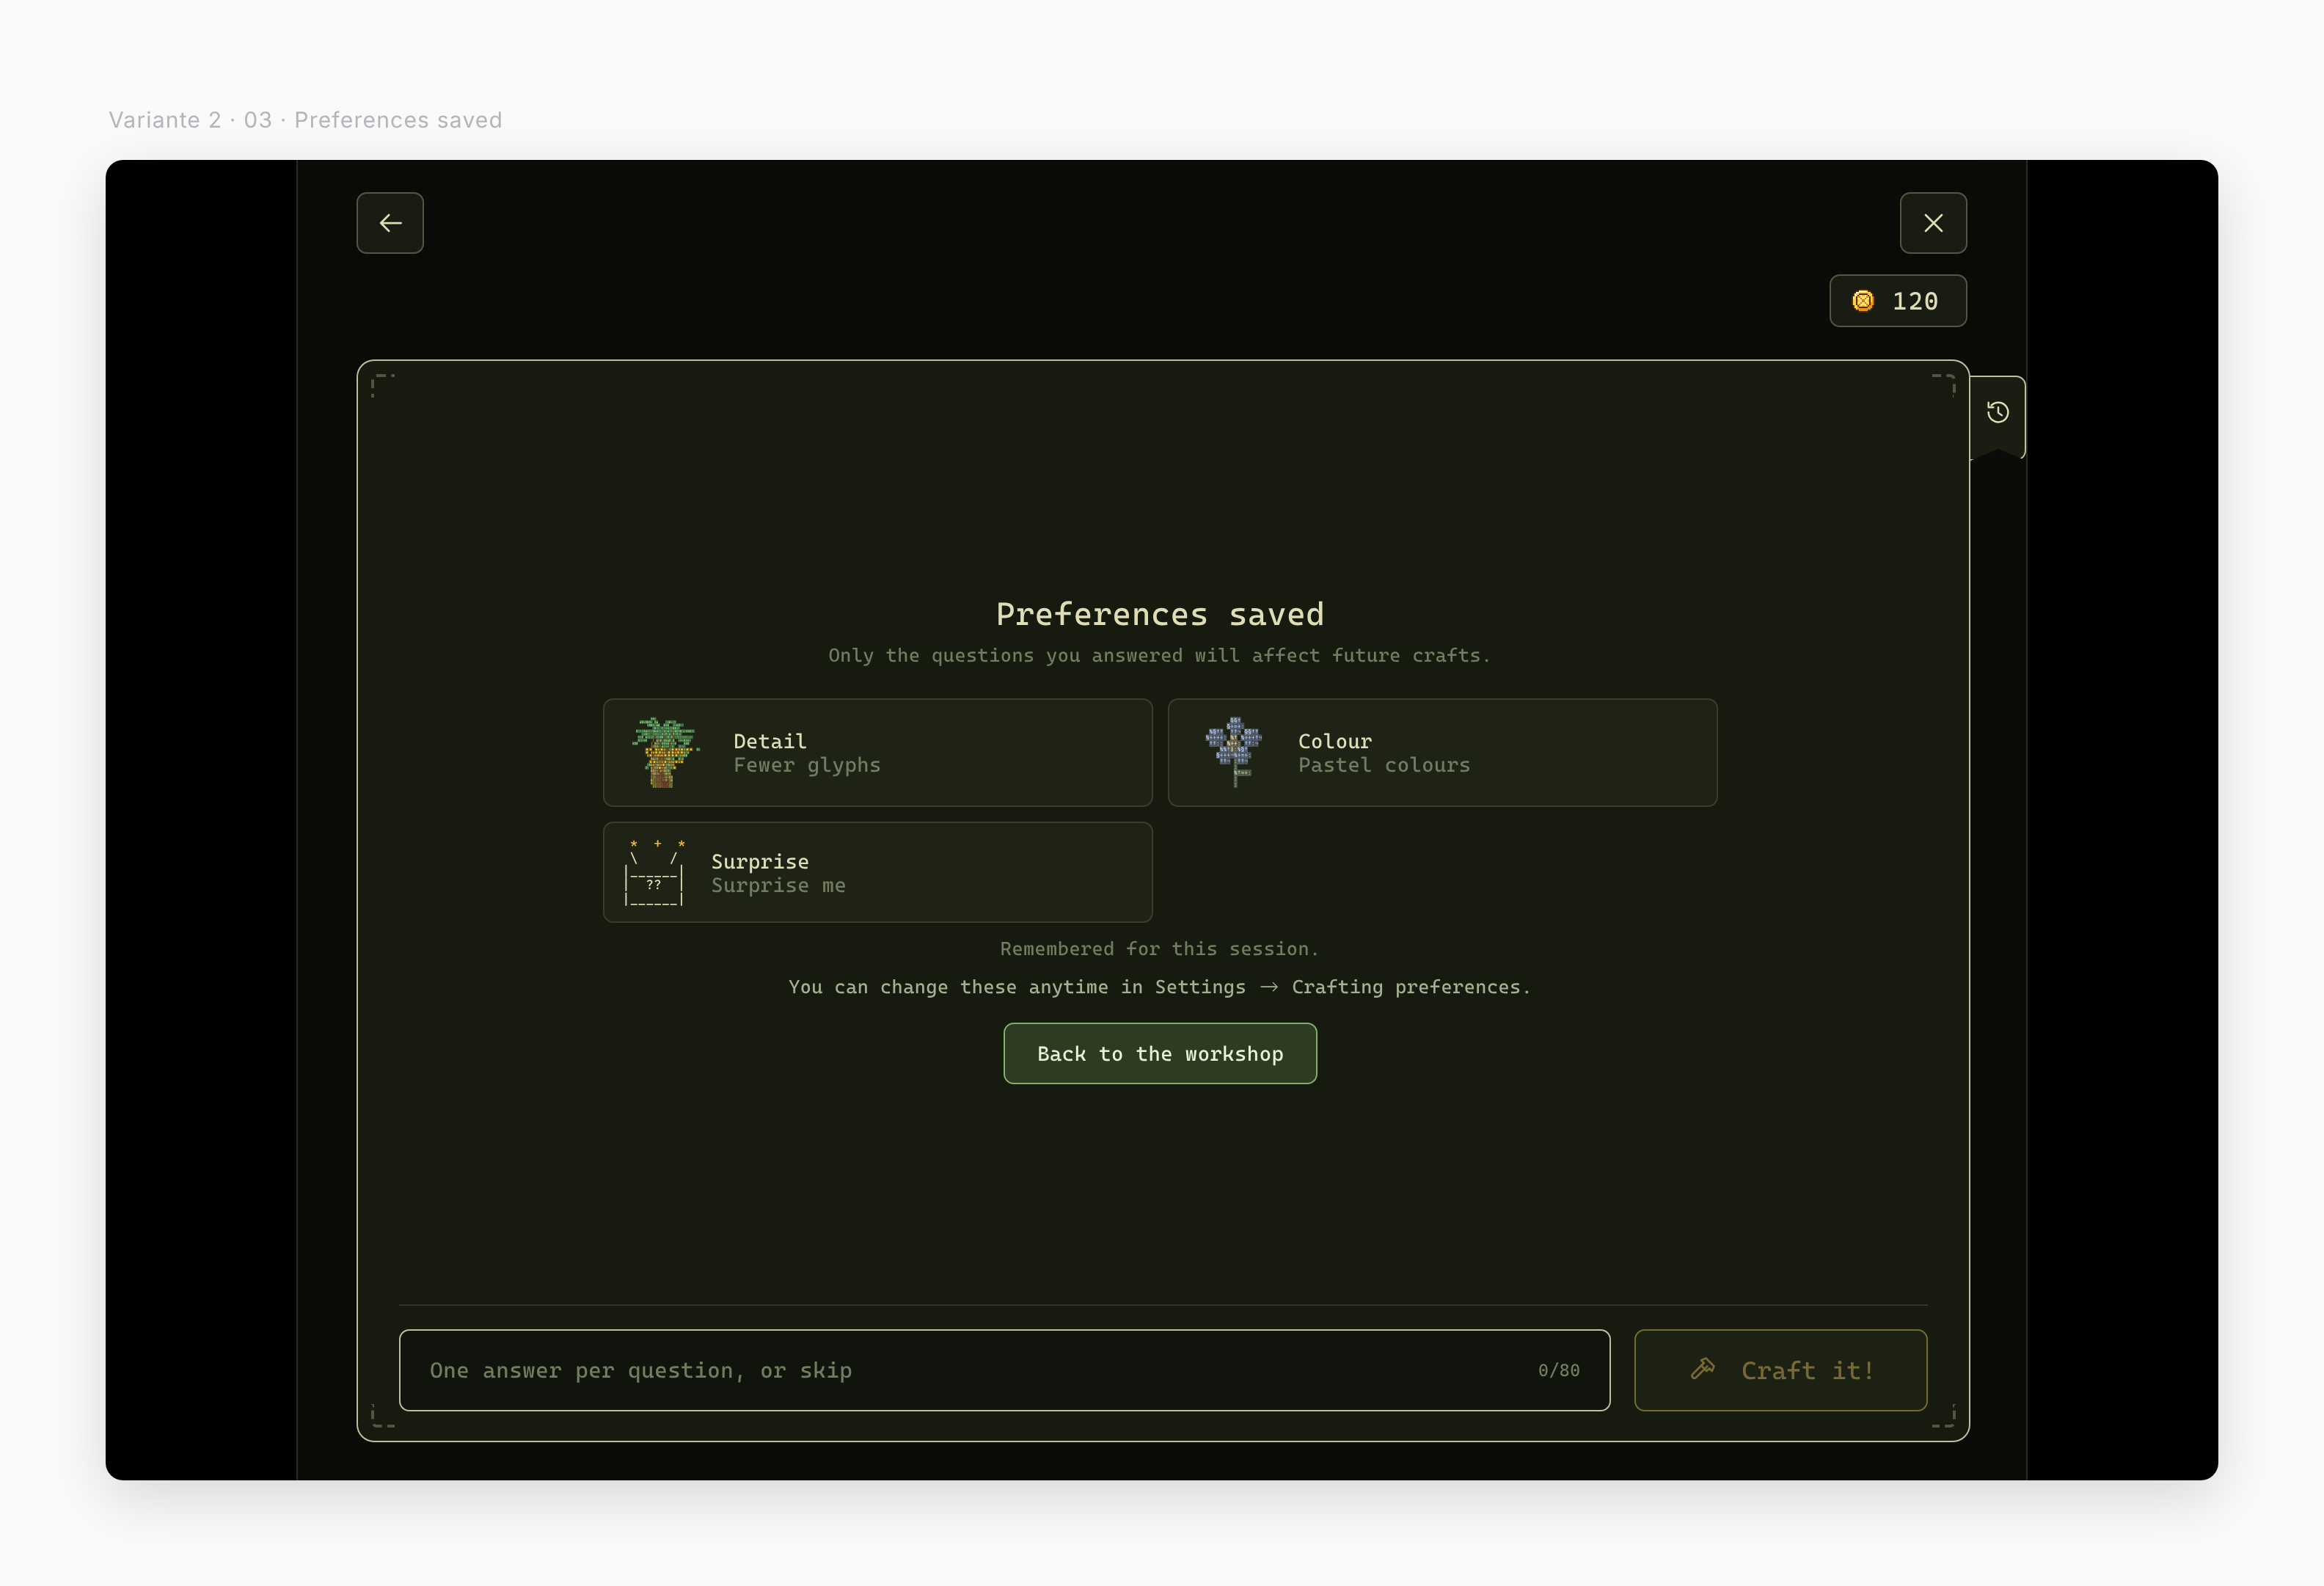 Variante 2 · 03 · Preferences saved
120
Preferences saved
Only the questions you answered will affect future crafts.
Detail
Fewer glyphs
Colour
Pastel colours
??
Surprise
Surprise me
Remembered for this session.
You can change these anytime in Settings → Crafting preferences.
Back to the workshop
One answer per question, or skip
0/80
Craft it!